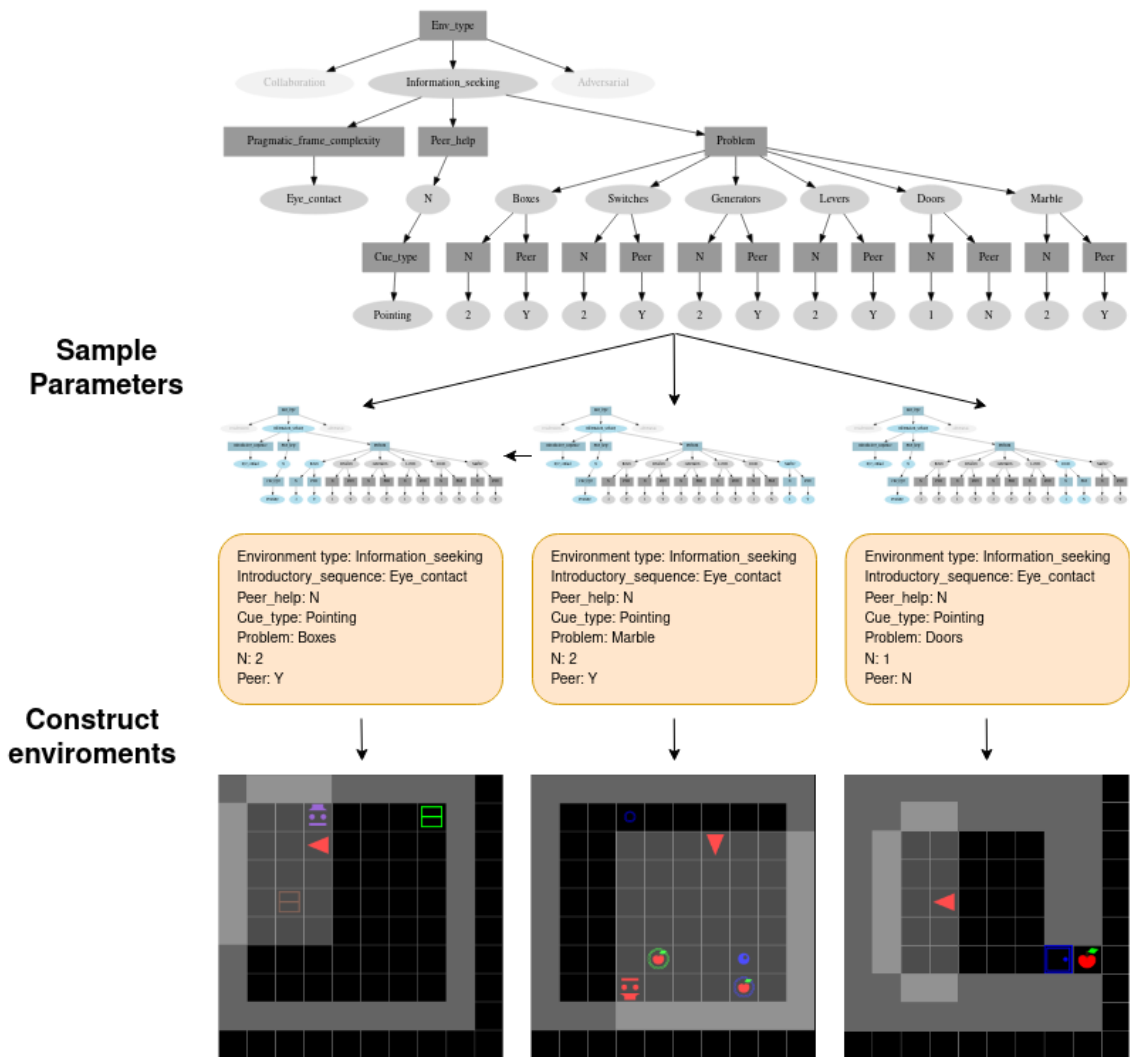 Env_type
Collaboration
Information_seeking
Adversarial
Pragmatic_frame_complexity
Peer_help
Problem
Eye_contact
N
Boxes
Switches
Generators
Levers
Doors
Marble
Cue_type
N
Peer
N
Peer
N
Peer
N
Peer
N
Peer
N
Peer
Pointing
2
Y
2
Y
2
Y
2
Y
1
N
2
Y
Sample
Parameters
Environment type: Information_seeking
Introductory_sequence: Eye_contact
Peer_help: N
Cue_type: Pointing
Problem: Boxes
N: 2
Peer: Y
Environment type: Information_seeking
Introductory_sequence: Eye_contact
Peer_help: N
Cue_type: Pointing
Problem: Marble
N: 2
Peer: Y
Environment type: Information_seeking
Introductory_sequence: Eye_contact
Peer_help: N
Cue_type: Pointing
Problem: Doors
N: 1
Peer: N
Construct
enviroments